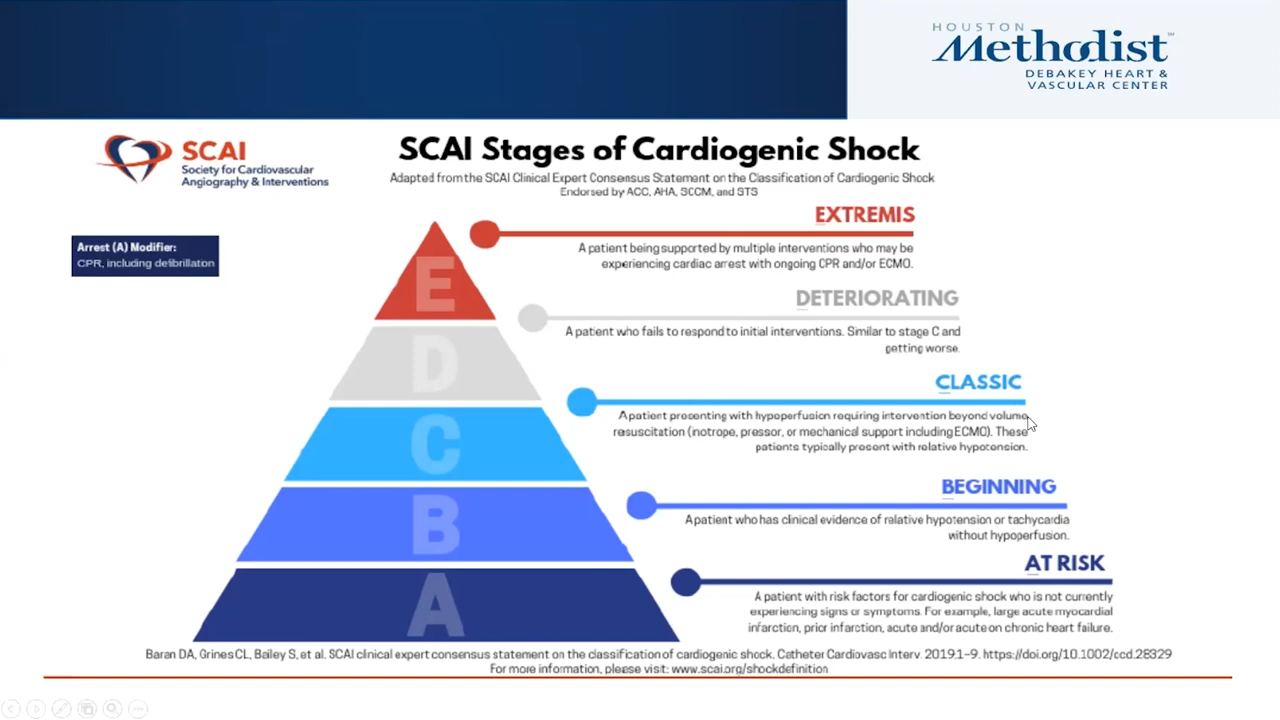 HOUSTON
Methodist
DEBAKEY HEART &
VASCULAR CENTER
SCAI
Society for Cardiovascular
Angiography & Interventions
SCAI Stages of Cardiogenic Shock
Adapted from the SCAI Clinical Expert Consensus Statement on the Classification of Cardiogenic Shock
Endorsed by ACC, AHA, SCCM, and STS
Arrest (A) Modifier:
CPR, including defibrillation
E
EXTREMIS
A patient being supported by multiple interventions who may be
experiencing cardiac arrest with ongoing CPR and/or ECMO.
D
DETERIORATING
A patient who fails to respond to initial interventions. Similar to stage C and
getting worse.
C
CLASSIC
A patient presenting with hypoperfusion requiring intervention beyond volume
resuscitation (inotrope, pressor, or mechanical support including ECMO). These
patients typically present with relative hypotension.
B
BEGINNING
A patient who has clinical evidence of relative hypotension or tachycardia
without hypoperfusion.
A
AT RISK
A patient with risk factors for cardiogenic shock who is not currently
experiencing signs or symptoms. For example, large acute myocardial
infarction, prior infarction, acute and/or acute on chronic heart failure.
Baran DA, Grines CL, Bailey S, et al. SCAI clinical expert consensus statement on the classification of cardiogenic shock. Catheter Cardiovasc Interv. 2019;1–9. https://doi.org/10.1002/ccd.28329
For more information, please visit: www.scai.org/shockdefinition